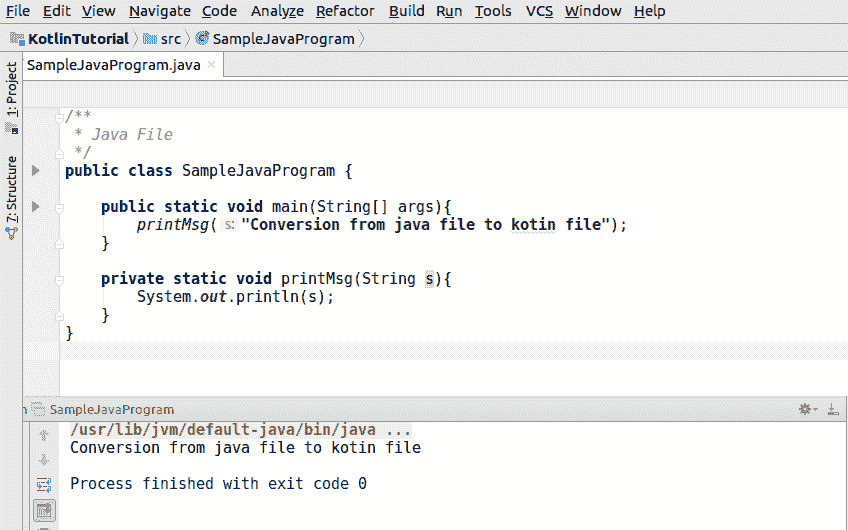 File Edit View Navigate Code Analyze Refactor Build Run Tools VCS Window Help
KotlinTutorial src SampleJavaProgram
SampleJavaProgram.java
1: Project
7: Structure
/**
* Java File
*/
public class SampleJavaProgram {
public static void main(String[] args){
printMsg( s: "Conversion from java file to kotin file");
}
private static void printMsg(String s){
System.out.println(s);
}
}
SampleJavaProgram
/usr/lib/jvm/default-java/bin/java ...
Conversion from java file to kotin file
Process finished with exit code 0